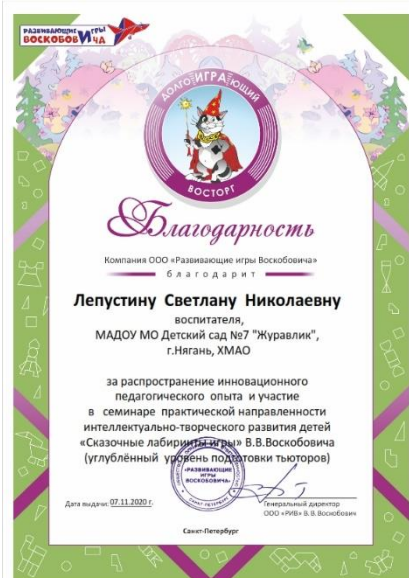 РАЗВИВАЮЩИЕ ИГРЫ
ВОСКОБОВИЧА
ДОЛГОИГРАЮЩИЙ
ВОСТОРГ
Благодарность
Компания ООО «Развивающие игры Воскобовича»
благодарит
Лепустину Светлану Николаевну
воспитателя,
МАДОУ МО Детский сад №7 "Журавлик",
г.Нягань, ХМАО
за распространение инновационного
педагогического опыта и участие
в семинаре практической направленности
интеллектуально-творческого развития детей
«Сказочные лабиринты игры» В.В.Воскобовича
(углублённый уровень подготовки тьюторов)
«РАЗВИВАЮЩИЕ
ИГРЫ
ВОСКОБОВИЧА»
Дата выдачи: 07.11.2020 г.
Генеральный директор
ООО «РИВ» В. В. Воскобович
Санкт-Петербург